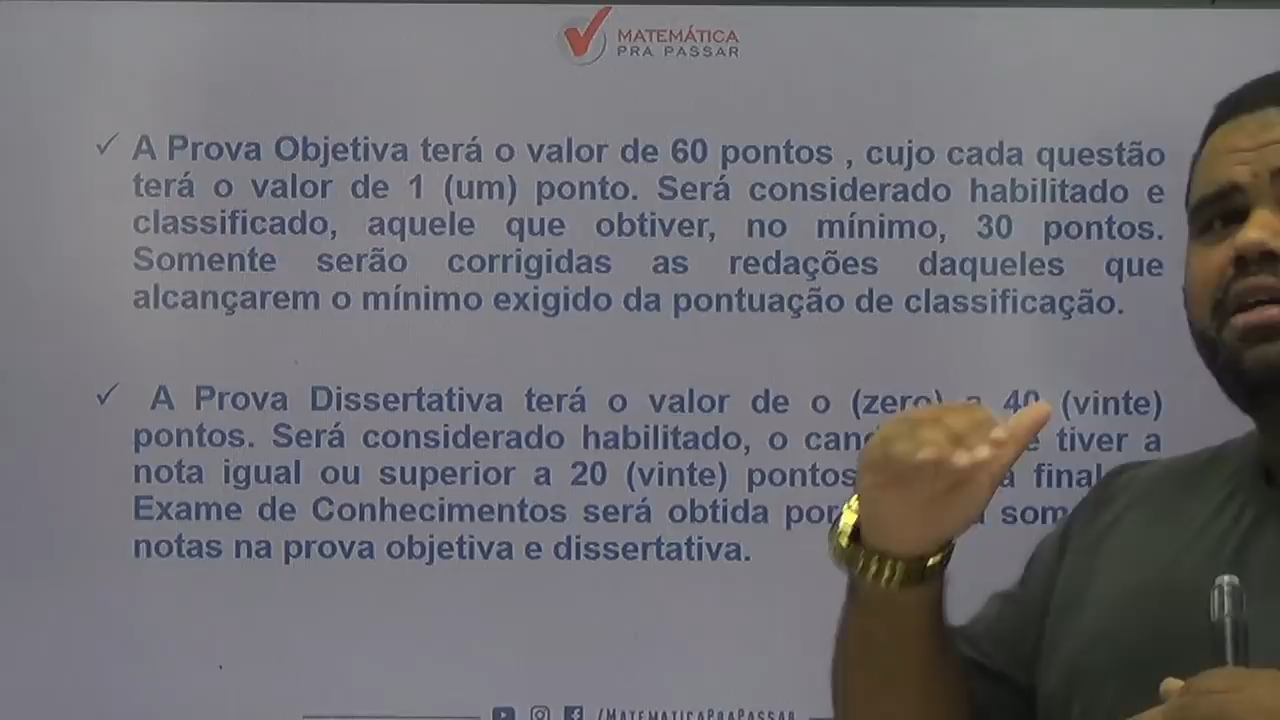 MATEMÁTICA
PRA PASSAR
✓ A Prova Objetiva terá o valor de 60 pontos , cujo cada questão
terá o valor de 1 (um) ponto. Será considerado habilitado e
classificado, aquele que obtiver, no mínimo, 30 pontos.
Somente serão corrigidas as redações daqueles que
alcançarem o mínimo exigido da pontuação de classificação.
✓ A Prova Dissertativa terá o valor de o (zero) a 40 (vinte)
pontos. Será considerado habilitado, o tiver a
nota igual ou superior a 20 (vinte) pontos final
Exame de Conhecimentos será obtida por
notas na prova objetiva e dissertativa.
/MATEMATICAPRAPASSAR